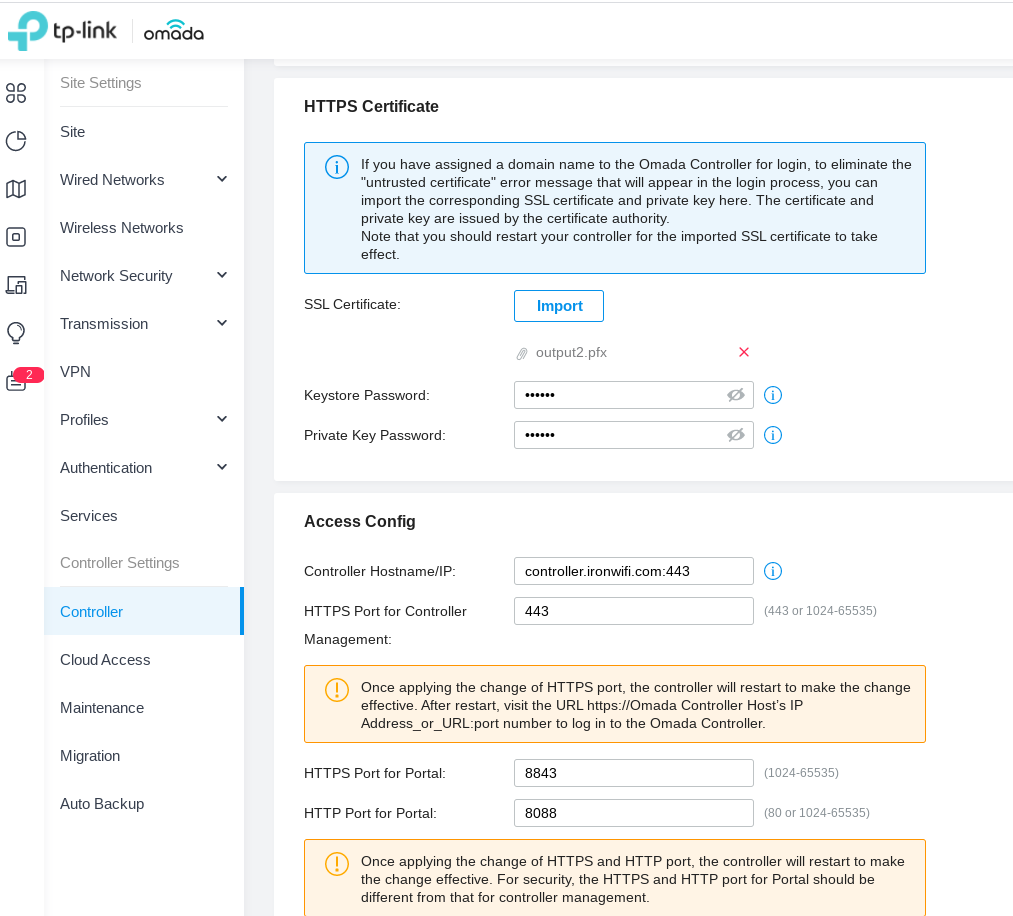 tp-link omada
Site Settings
Site
Wired Networks
Wireless Networks
Network Security
Transmission
2
VPN
Profiles
Authentication
Services
Controller Settings
Controller
Cloud Access
Maintenance
Migration
Auto Backup
HTTPS Certificate
If you have assigned a domain name to the Omada Controller for login, to eliminate the
"untrusted certificate" error message that will appear in the login process, you can
import the corresponding SSL certificate and private key here. The certificate and
private key are issued by the certificate authority.
Note that you should restart your controller for the imported SSL certificate to take
effect.
SSL Certificate: Import
output2.pfx
Keystore Password: ••••••
Private Key Password: ••••••
Access Config
Controller Hostname/IP: controller.ironwifi.com:443
HTTPS Port for Controller 443 (443 or 1024-65535)
Management:
Once applying the change of HTTPS port, the controller will restart to make the change
effective. After restart, visit the URL https://Omada Controller Host's IP
Address_or_URL:port number to log in to the Omada Controller.
HTTPS Port for Portal: 8843 (1024-65535)
HTTP Port for Portal: 8088 (80 or 1024-65535)
Once applying the change of HTTPS and HTTP port, the controller will restart to make
the change effective. For security, the HTTPS and HTTP port for Portal should be
different from that for controller management.